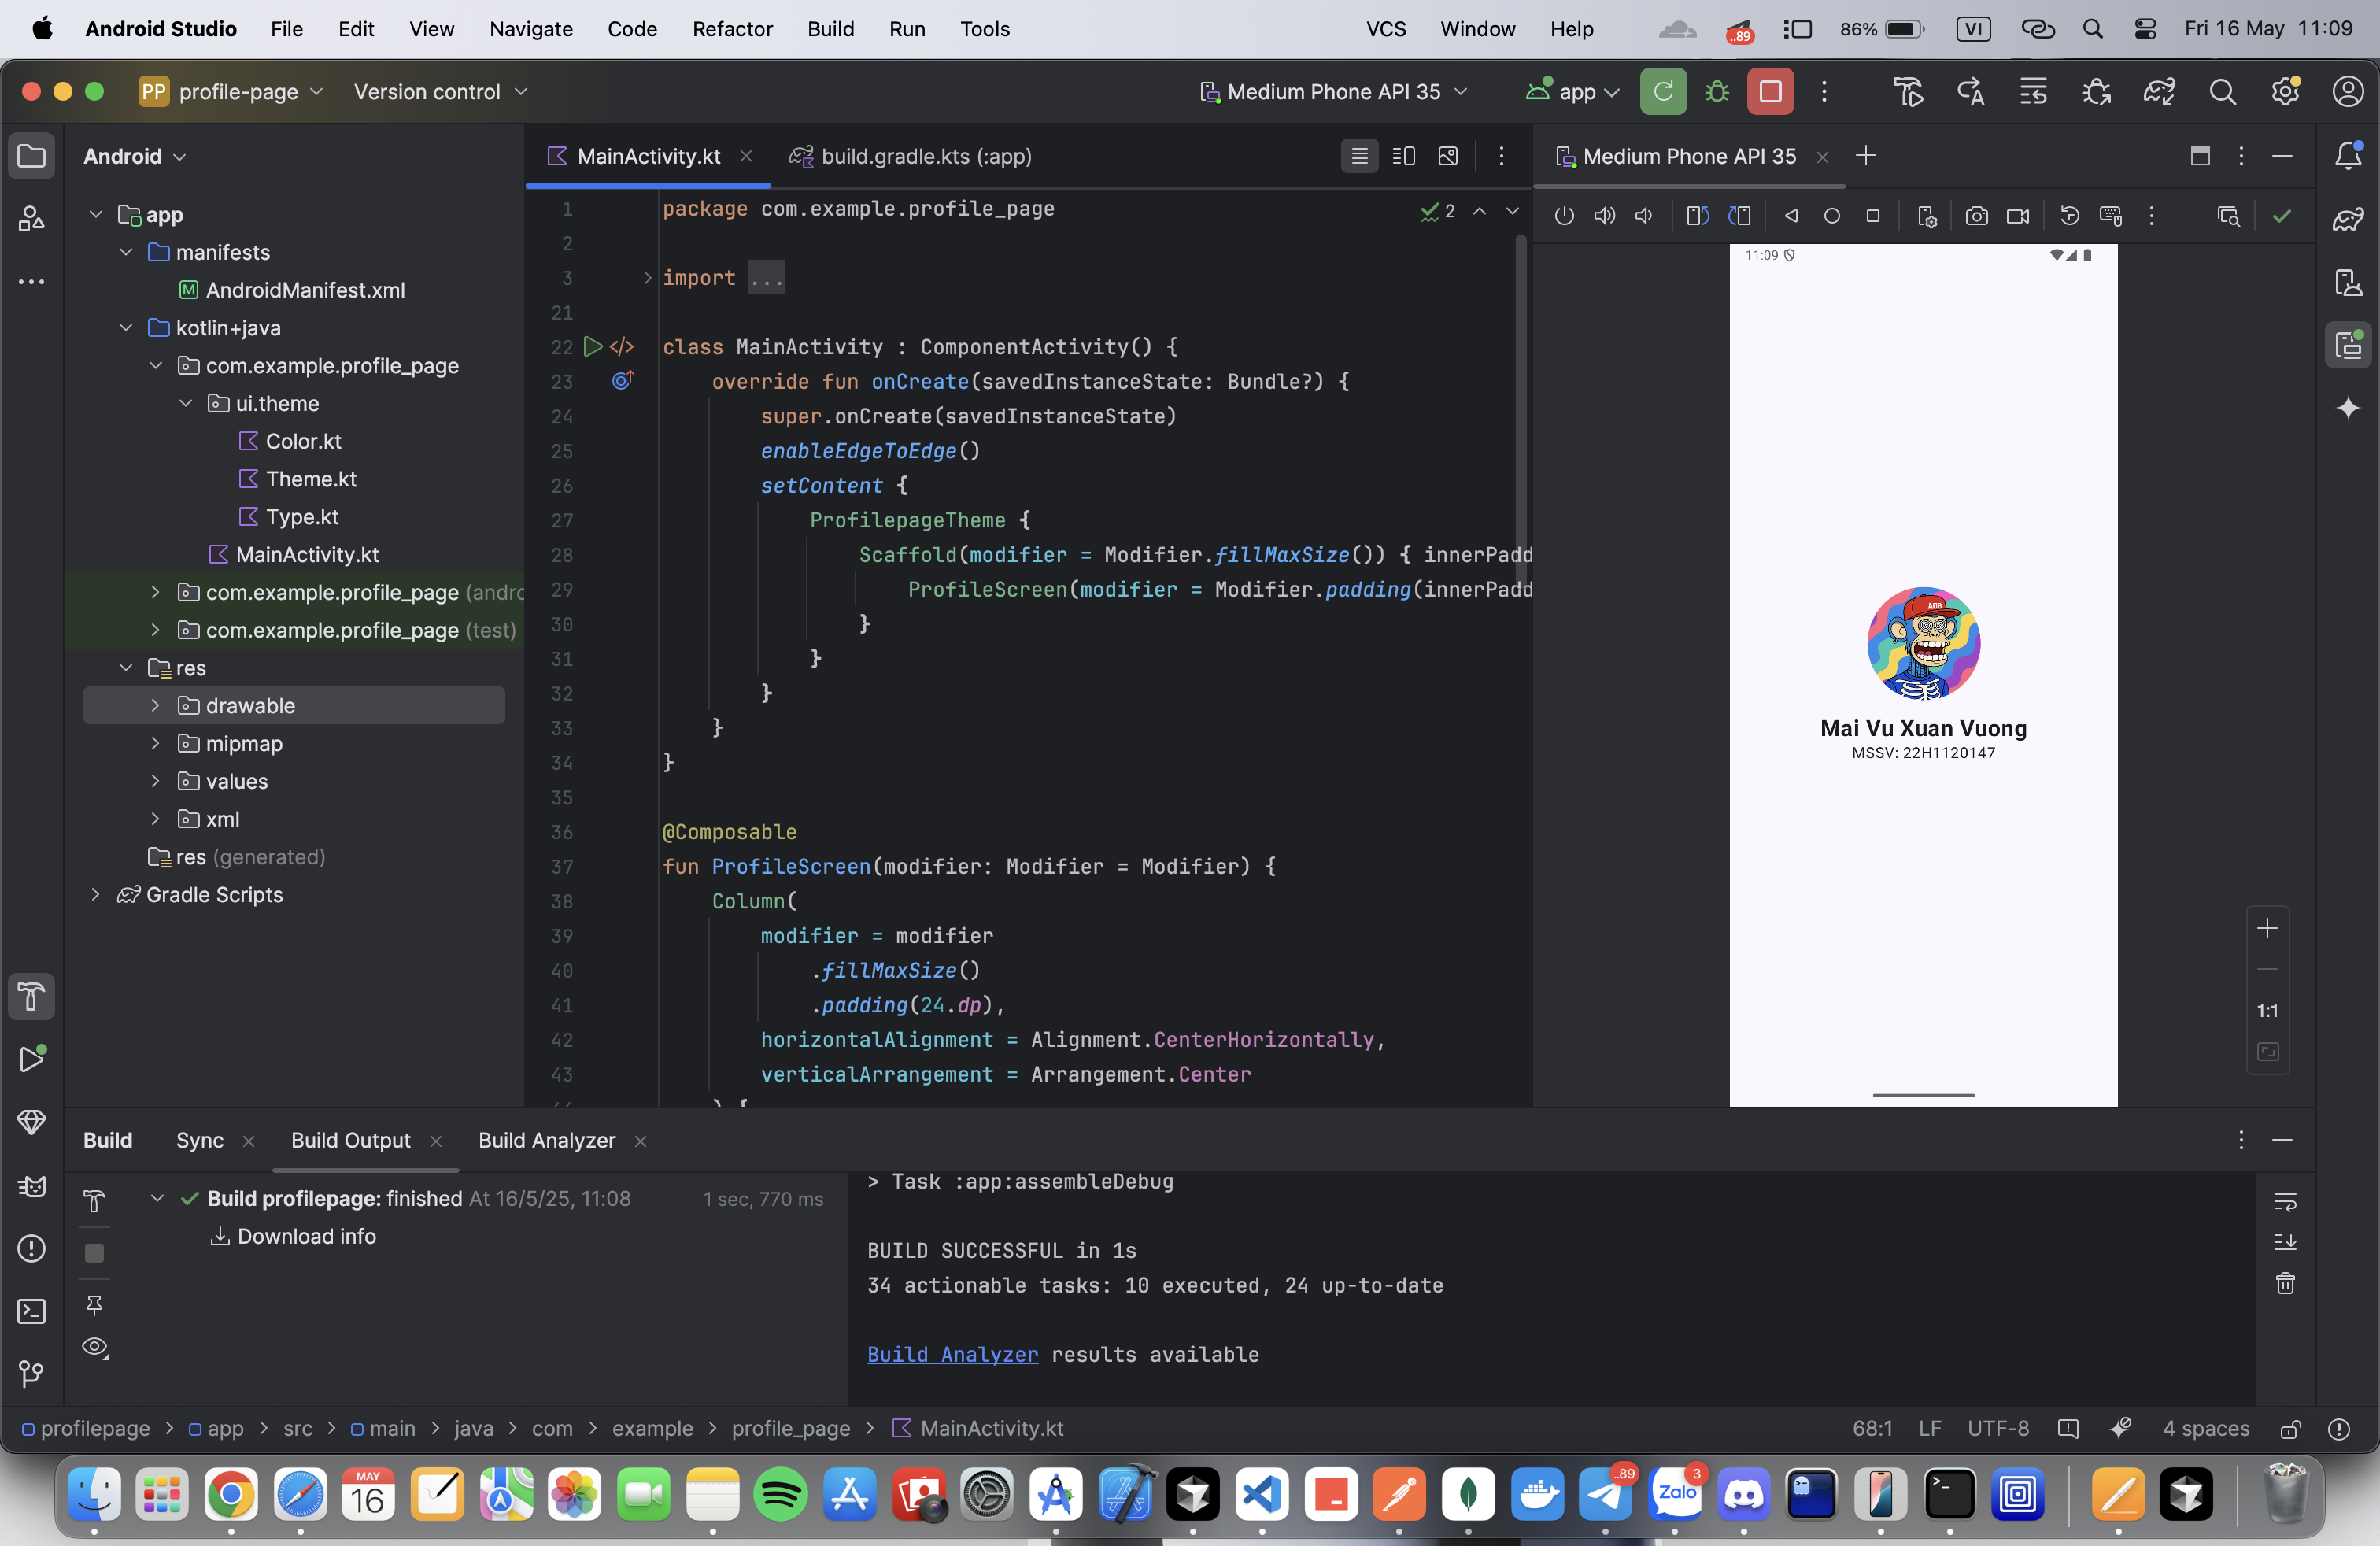 Android Studio File Edit View Navigate Code Refactor Build Run Tools VCS Window Help ..89 86% VI Fri 16 May 11:09
PP profile-page Version control Medium Phone API 35 app
Android
MainActivity.kt build.gradle.kts (:app)
Medium Phone API 35
app
manifests
AndroidManifest.xml
kotlin+java
com.example.profile_page
ui.theme
Color.kt
Theme.kt
Type.kt
MainActivity.kt
com.example.profile_page (andro
com.example.profile_page (test)
res
drawable
mipmap
values
xml
res (generated)
Gradle Scripts
2
1 package com.example.profile_page
2
3 import ...
21
22 class MainActivity : ComponentActivity() {
23 override fun onCreate(savedInstanceState: Bundle?) {
24 super.onCreate(savedInstanceState)
25 enableEdgeToEdge()
26 setContent {
27 ProfilepageTheme {
28 Scaffold(modifier = Modifier.fillMaxSize()) { innerPadd
29 ProfileScreen(modifier = Modifier.padding(innerPadd
30 }
31 }
32 }
33 }
34 }
35
36 @Composable
37 fun ProfileScreen(modifier: Modifier = Modifier) {
38 Column(
39 modifier = modifier
40 .fillMaxSize()
41 .padding(24.dp),
42 horizontalAlignment = Alignment.CenterHorizontally,
43 verticalArrangement = Arrangement.Center
) {
11:09
ADB
Mai Vu Xuan Vuong
MSSV: 22H1120147
1:1
Build Sync Build Output Build Analyzer
Build profilepage: finished At 16/5/25, 11:08 1 sec, 770 ms
Download info
> Task :app:assembleDebug
BUILD SUCCESSFUL in 1s
34 actionable tasks: 10 executed, 24 up-to-date
Build Analyzer results available
profilepage > app > src > main > java > com > example > profile_page > MainActivity.kt
68:1 LF UTF-8 4 spaces
MAY
16
..89
Zalo
3